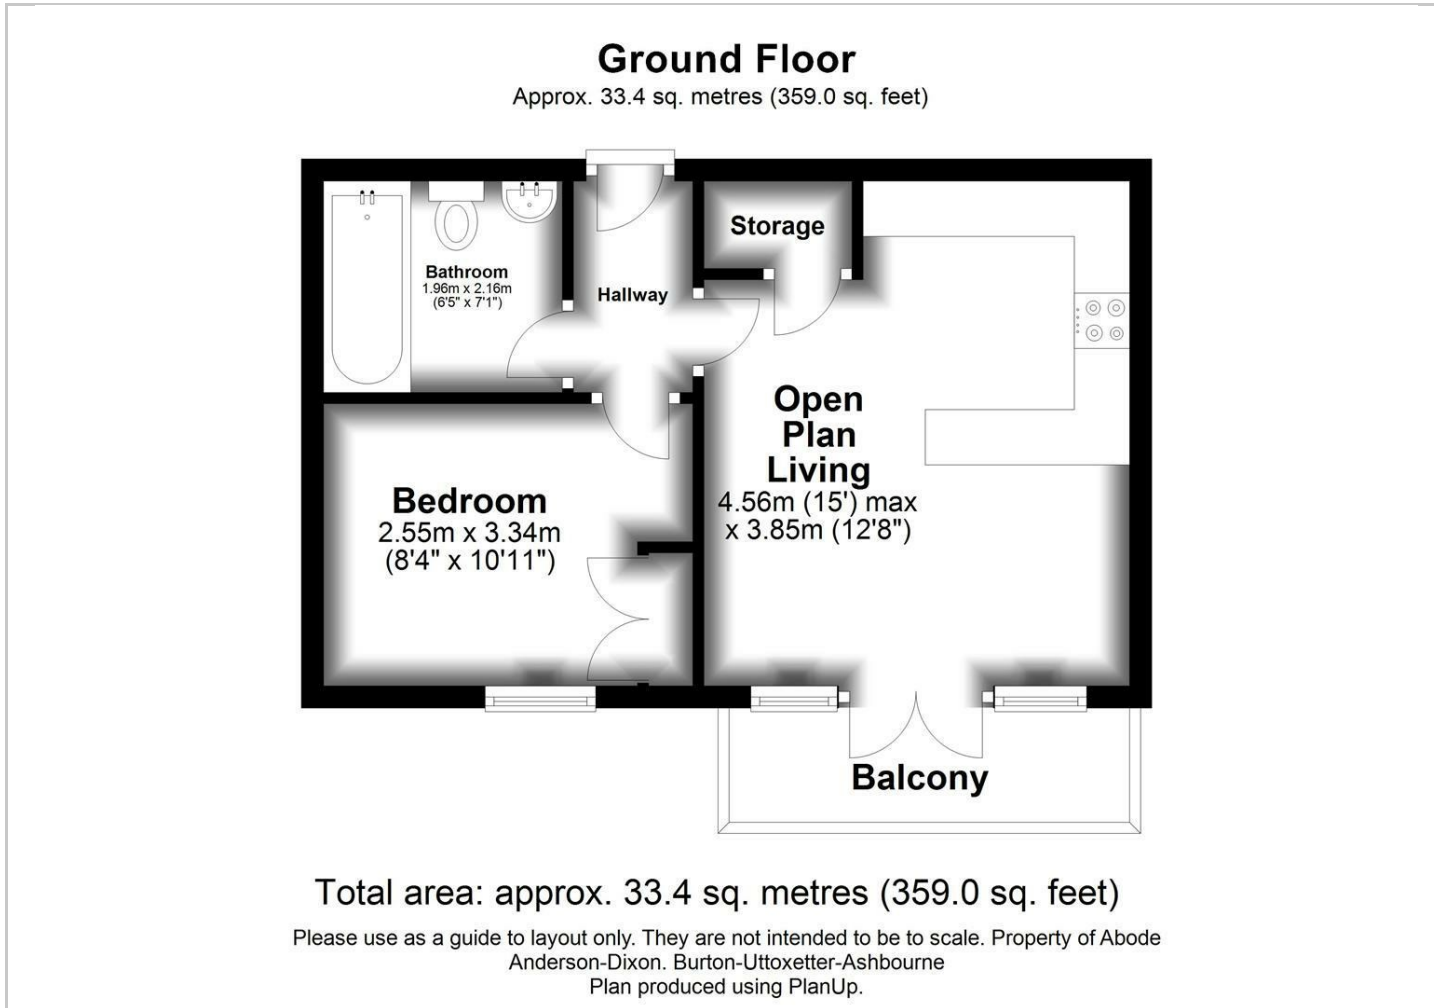 Ground Floor
Approx. 33.4 sq. metres (359.0 sq. feet)
Storage
Bathroom
1.96m x 2.16m
(6'5" x 7'1")
Hallway
Open
Plan
Living
4.56m (15') max
x 3.85m (12'8")
Bedroom
2.55m x 3.34m
(8'4" x 10'11")
Balcony
Total area: approx. 33.4 sq. metres (359.0 sq. feet)
Please use as a guide to layout only. They are not intended to be to scale. Property of Abode
Anderson-Dixon. Burton-Uttoxetter-Ashbourne
Plan produced using PlanUp.